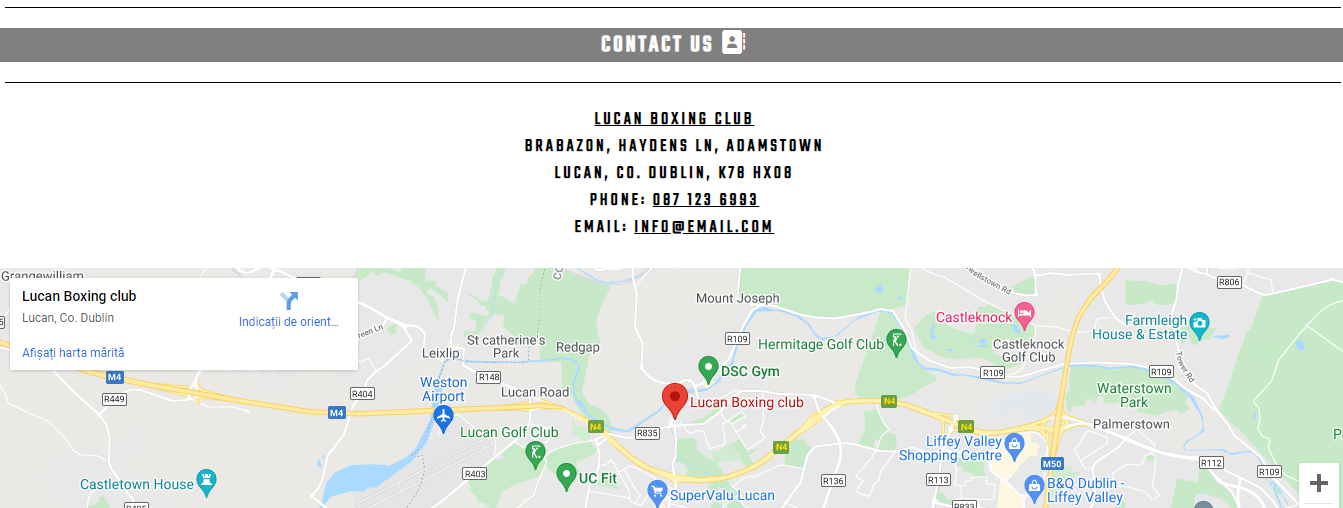 CONTACT US
LUCAN BOXING CLUB
BRABAZON, HAYDENS LN, ADAMSTOWN
LUCAN, CO. DUBLIN, K78 HX08
PHONE: 087 123 6993
EMAIL: INFO@EMAIL.COM
Grangewilliam
Lucan Boxing club
Lucan, Co. Dublin
Indicații de orient...
Afișați harta mărită
R806
Mount Joseph
Castleknock
Farmleigh
House & Estate
R109
Hermitage Golf Club
Castleknock
Golf Club
St catherine's
Park
Redgap
Leixlip
Tower Rd
DSC Gym
R109
R109
M4
R148
Weston
Airport
R404
Lucan Road
R449
Lucan Boxing club
N4
Waterstown
Park
M4
N4
N4
Palmerstown
Lucan Golf Club
R835
Liffey Valley
Shopping Centre
N4
M50
R112
R109
Castletown House
R403
UC Fit
R136
R113
B&Q Dublin -
Liffey Valley
SuperValu Lucan
R833